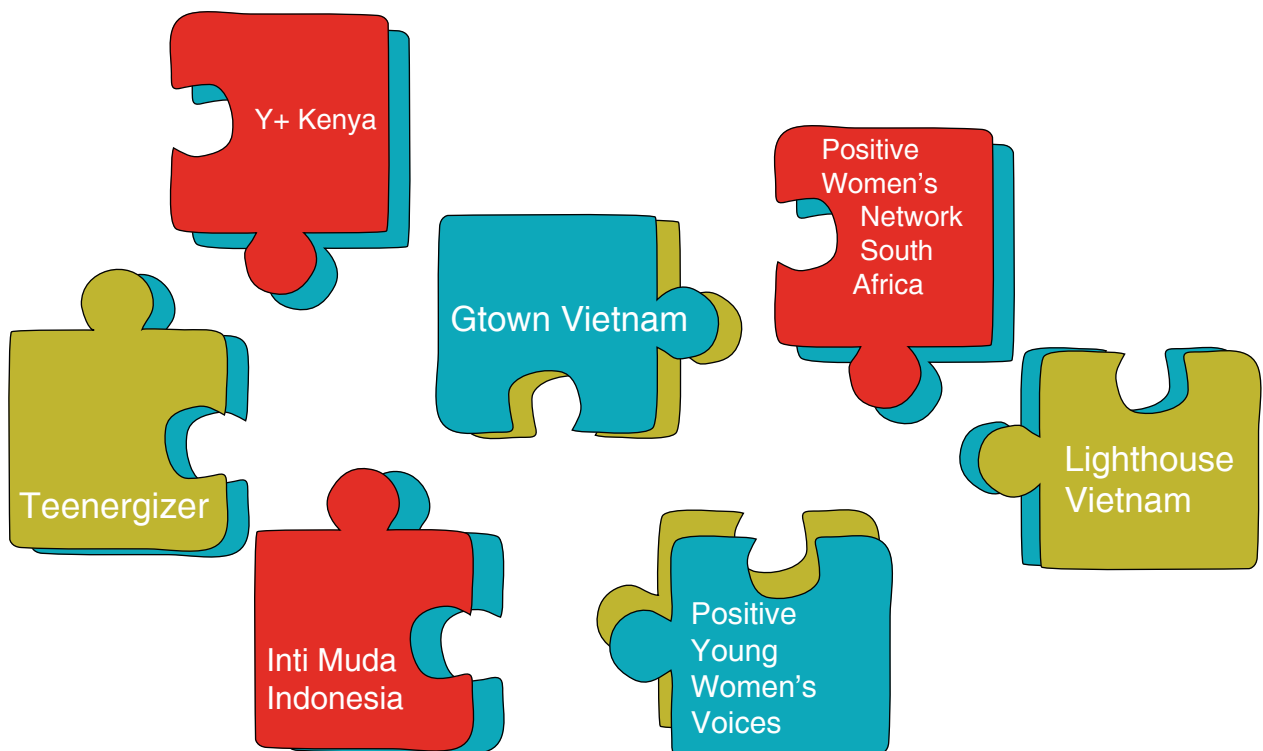 Y+ Kenya
Positive
Women’s
Network
South
Africa
Gtown Vietnam
Lighthouse
Vietnam
Teenergizer
Inti Muda
Indonesia
Positive
Young
Women’s
Voices